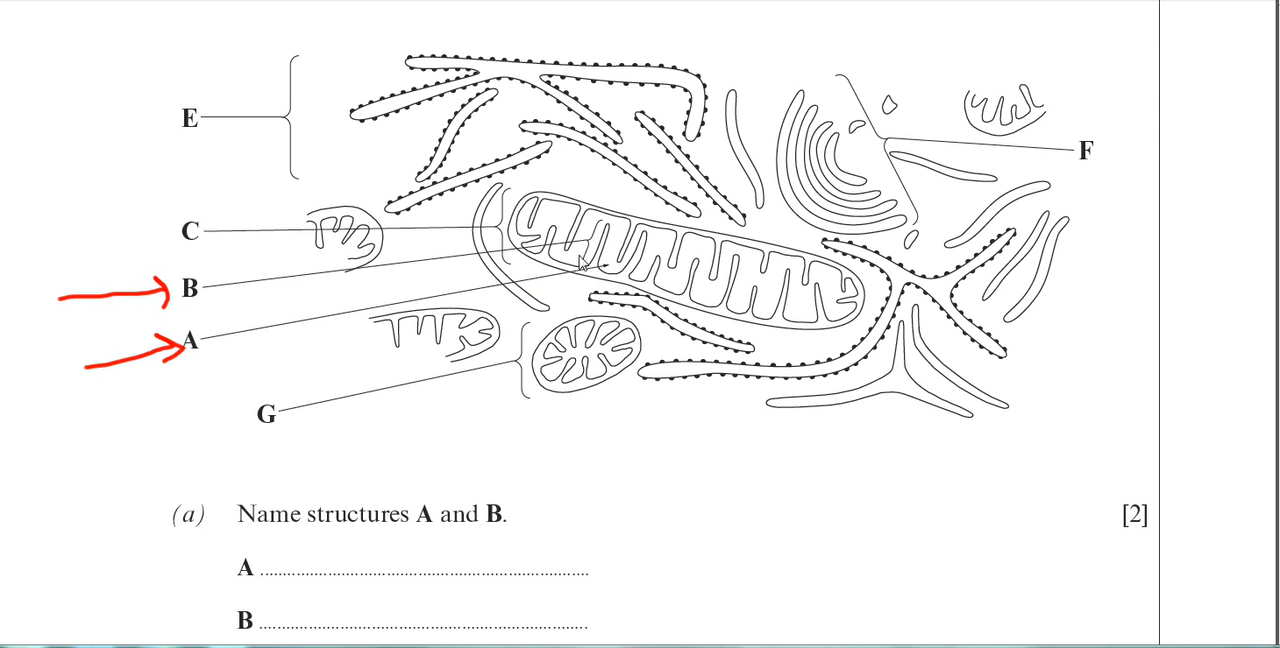 E
F
C
B
A
G
(a) Name structures A and B. [2]
A ................................................................................
B ................................................................................